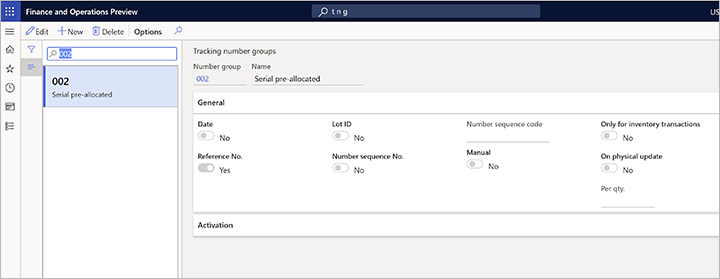 Finance and Operations Preview
t n g
US
Edit
New
Delete
Options
002
002
Serial pre-allocated
Tracking number groups
Number group
Name
002
Serial pre-allocated
General
Date
No
Lot ID
No
Number sequence code
Only for inventory transactions
No
Reference No.
Yes
Number sequence No.
No
Manual
No
On physical update
No
Per qty.
Activation